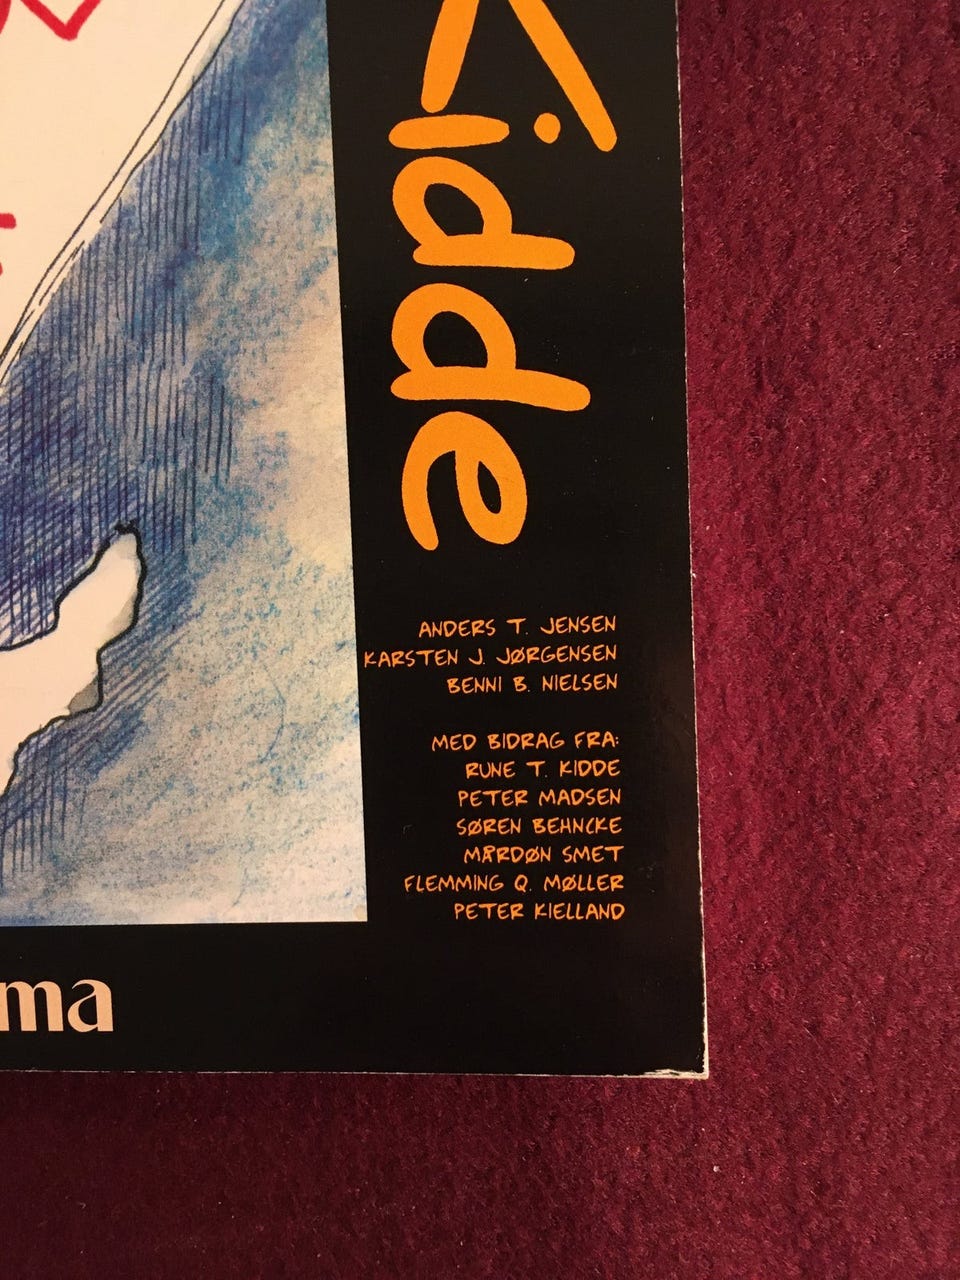 Kidde
ANDERS T. JENSEN
KARSTEN J. JØRGENSEN
BENNI B. NIELSEN
MED BIDRAG FRA:
RUNE T. KIDDE
PETER MADSEN
SØREN BEHNCKE
MÅRDØN SMET
FLEMMING Q. MØLLER
PETER KIELLAND
ma